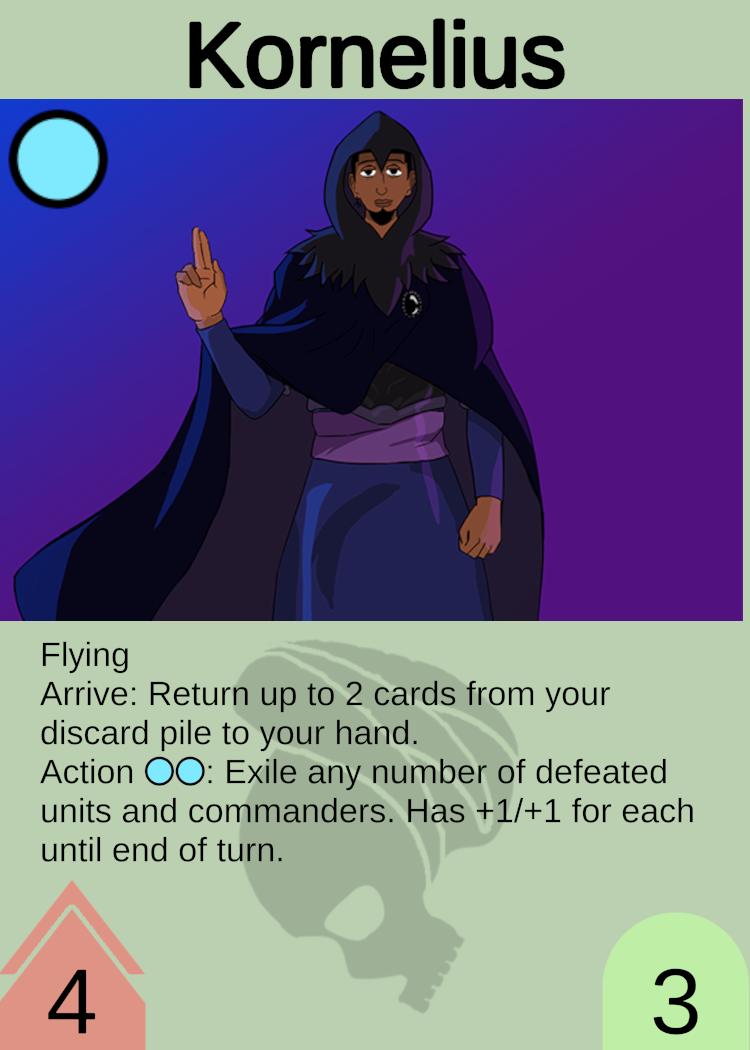 Kornelius
Flying
Arrive: Return up to 2 cards from your
discard pile to your hand.
Action : Exile any number of defeated
units and commanders. Has +1/+1 for each
until end of turn.
4
3